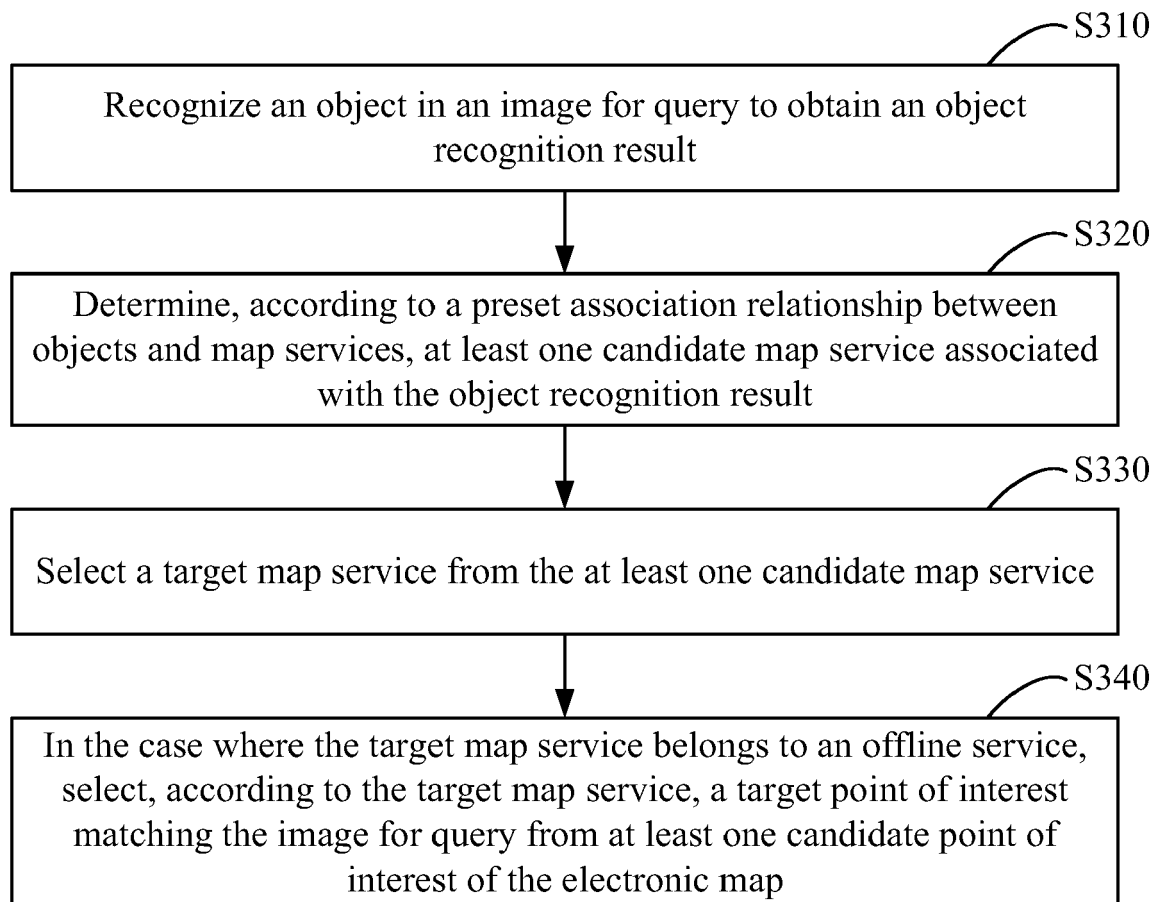 S310
Recognize an object in an image for query to obtain an object
recognition result
S320
Determine, according to a preset association relationship between
objects and map services, at least one candidate map service associated
with the object recognition result
S330
Select a target map service from the at least one candidate map service
S340
In the case where the target map service belongs to an offline service,
select, according to the target map service, a target point of interest
matching the image for query from at least one candidate point of
interest of the electronic map